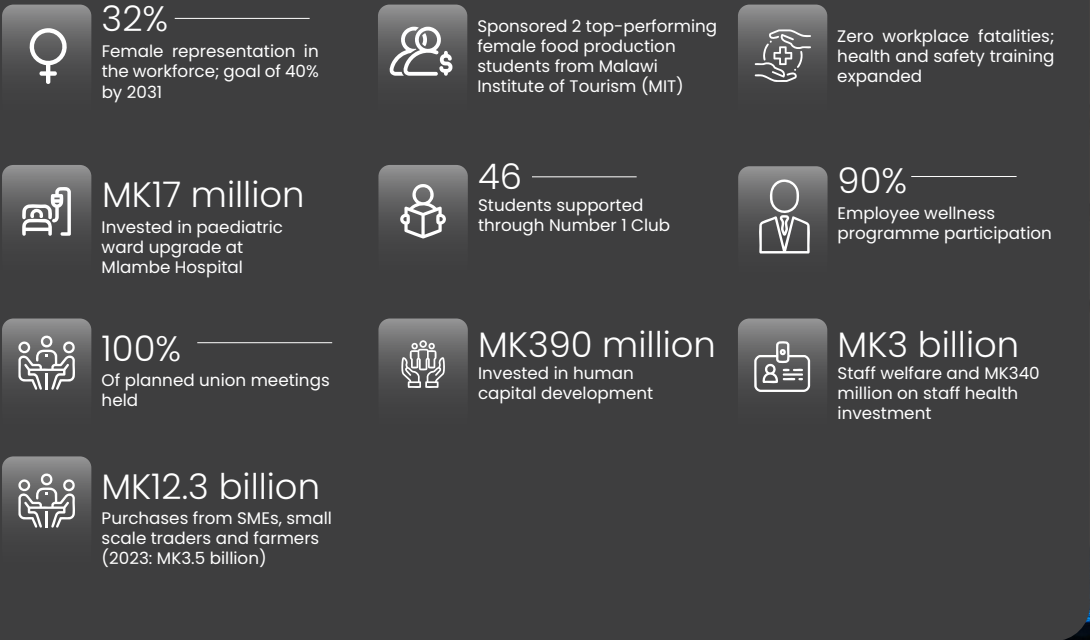 32%
Female representation in
the workforce; goal of 40%
by 2031
Sponsored 2 top-performing
female food production
students from Malawi
Institute of Tourism (MIT)
Zero workplace fatalities;
health and safety training
expanded
MK17 million
Invested in paediatric
ward upgrade at
Mlambe Hospital
46
Students supported
through Number 1 Club
90%
Employee wellness
programme participation
100%
Of planned union meetings
held
MK390 million
Invested in human
capital development
MK3 billion
Staff welfare and MK340
million on staff health
investment
MK12.3 billion
Purchases from SMEs, small
scale traders and farmers
(2023: MK3.5 billion)